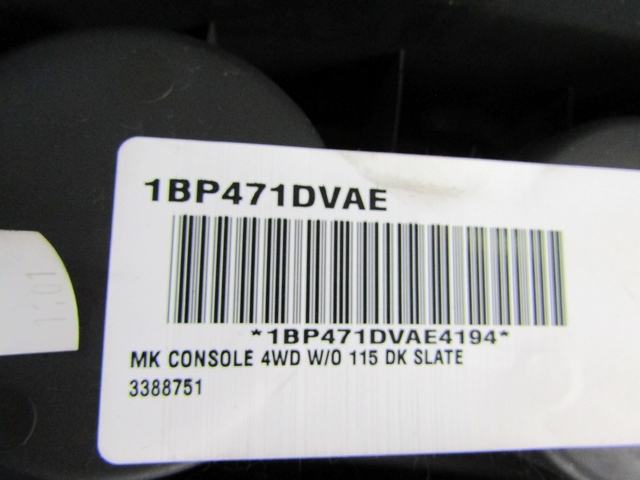 1BP471DVAE
*1BP471DVAE4194*
MK CONSOLE 4WD W/O 115 DK SLATE
3388751